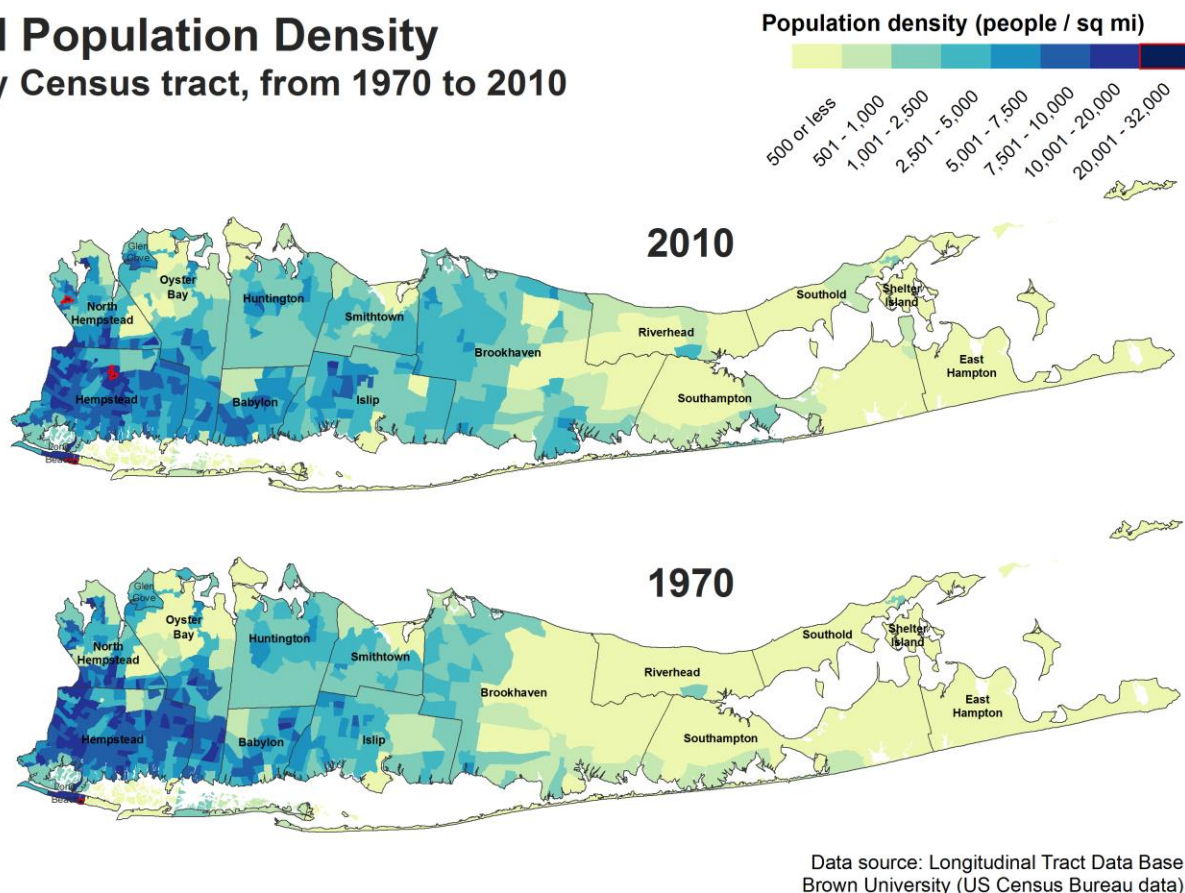 Population Density
Census tract, from 1970 to 2010
Population density (people / sq mi)
500 or less
501 - 1,000
1,001 - 2,500
2,501 - 5,000
5,001 - 7,500
7,501 - 10,000
10,001 - 20,000
20,001 - 32,000
2010
Glen
Cove
Oyster
Bay
North
Hempstead
Huntington
Smithtown
Brookhaven
Riverhead
Southold
Shelter
Island
East
Hampton
Southampton
Hempstead
Babylon
Islip
Long
Beach
1970
Glen
Cove
Oyster
Bay
North
Hempstead
Huntington
Smithtown
Brookhaven
Riverhead
Southold
Shelter
Island
East
Hampton
Southampton
Hempstead
Babylon
Islip
Long
Beach
Data source: Longitudinal Tract Data Base
Brown University (US Census Bureau data)